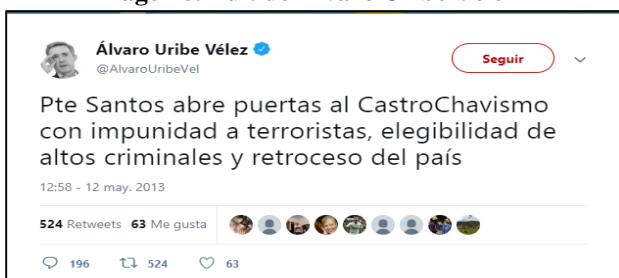 Álvaro Uribe Vélez
@AlvaroUribeVel
Seguir
Pte Santos abre puertas al CastroChavismo
con impunidad a terroristas, elegibilidad de
altos criminales y retroceso del país
12:58 - 12 may. 2013
524 Retweets 63 Me gusta
196 524 63